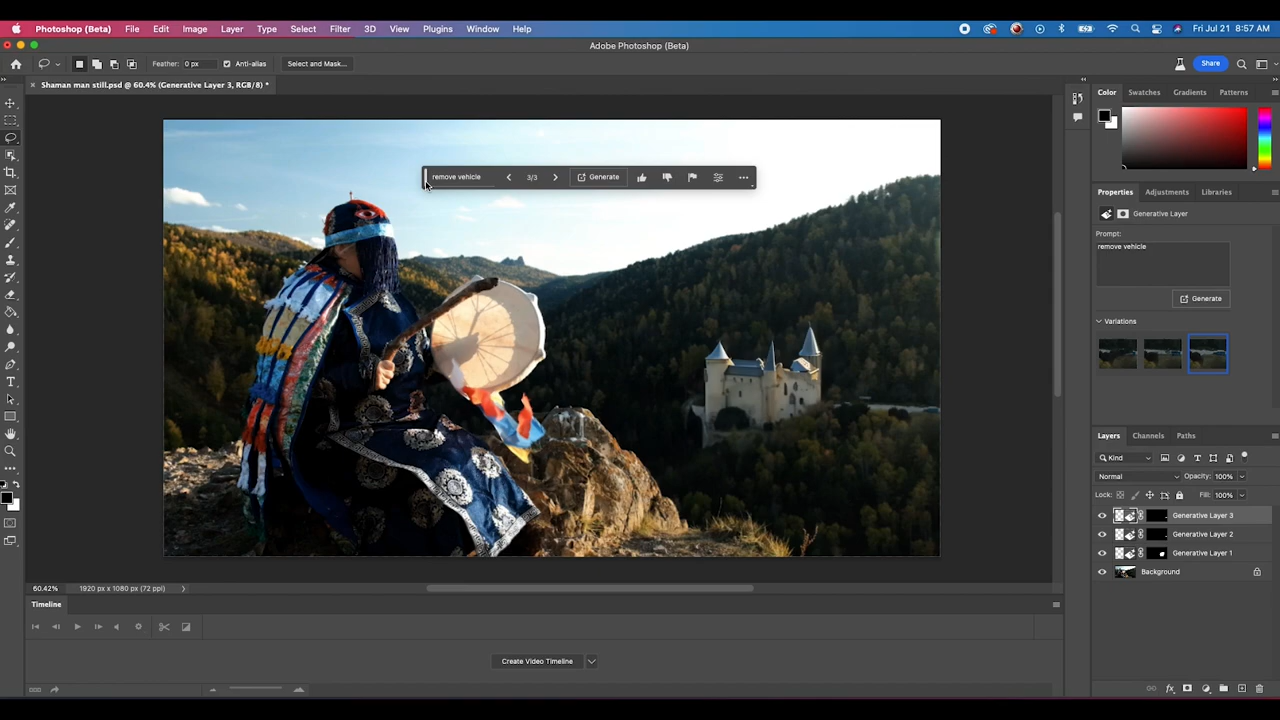 Photoshop (Beta) File Edit Image Layer Type Select Filter 3D View Plugins Window Help Fri Jul 21 8:57 AM
Adobe Photoshop (Beta)
Feather: 0 px Anti-alias Select and Mask... Share
Shaman man still.psd @ 60.4% (Generative Layer 3, RGB/8) *
Color Swatches Gradients Patterns
remove vehicle 3/3 Generate
Properties Adjustments Libraries
Generative Layer
Prompt:
remove vehicle
Generate
Variations
Layers Channels Paths
Kind
Normal Opacity: 100%
Lock: Fill: 100%
Generative Layer 3
Generative Layer 2
Generative Layer 1
Background
60.42% 1920 px x 1080 px (72 ppi)
Timeline
Create Video Timeline